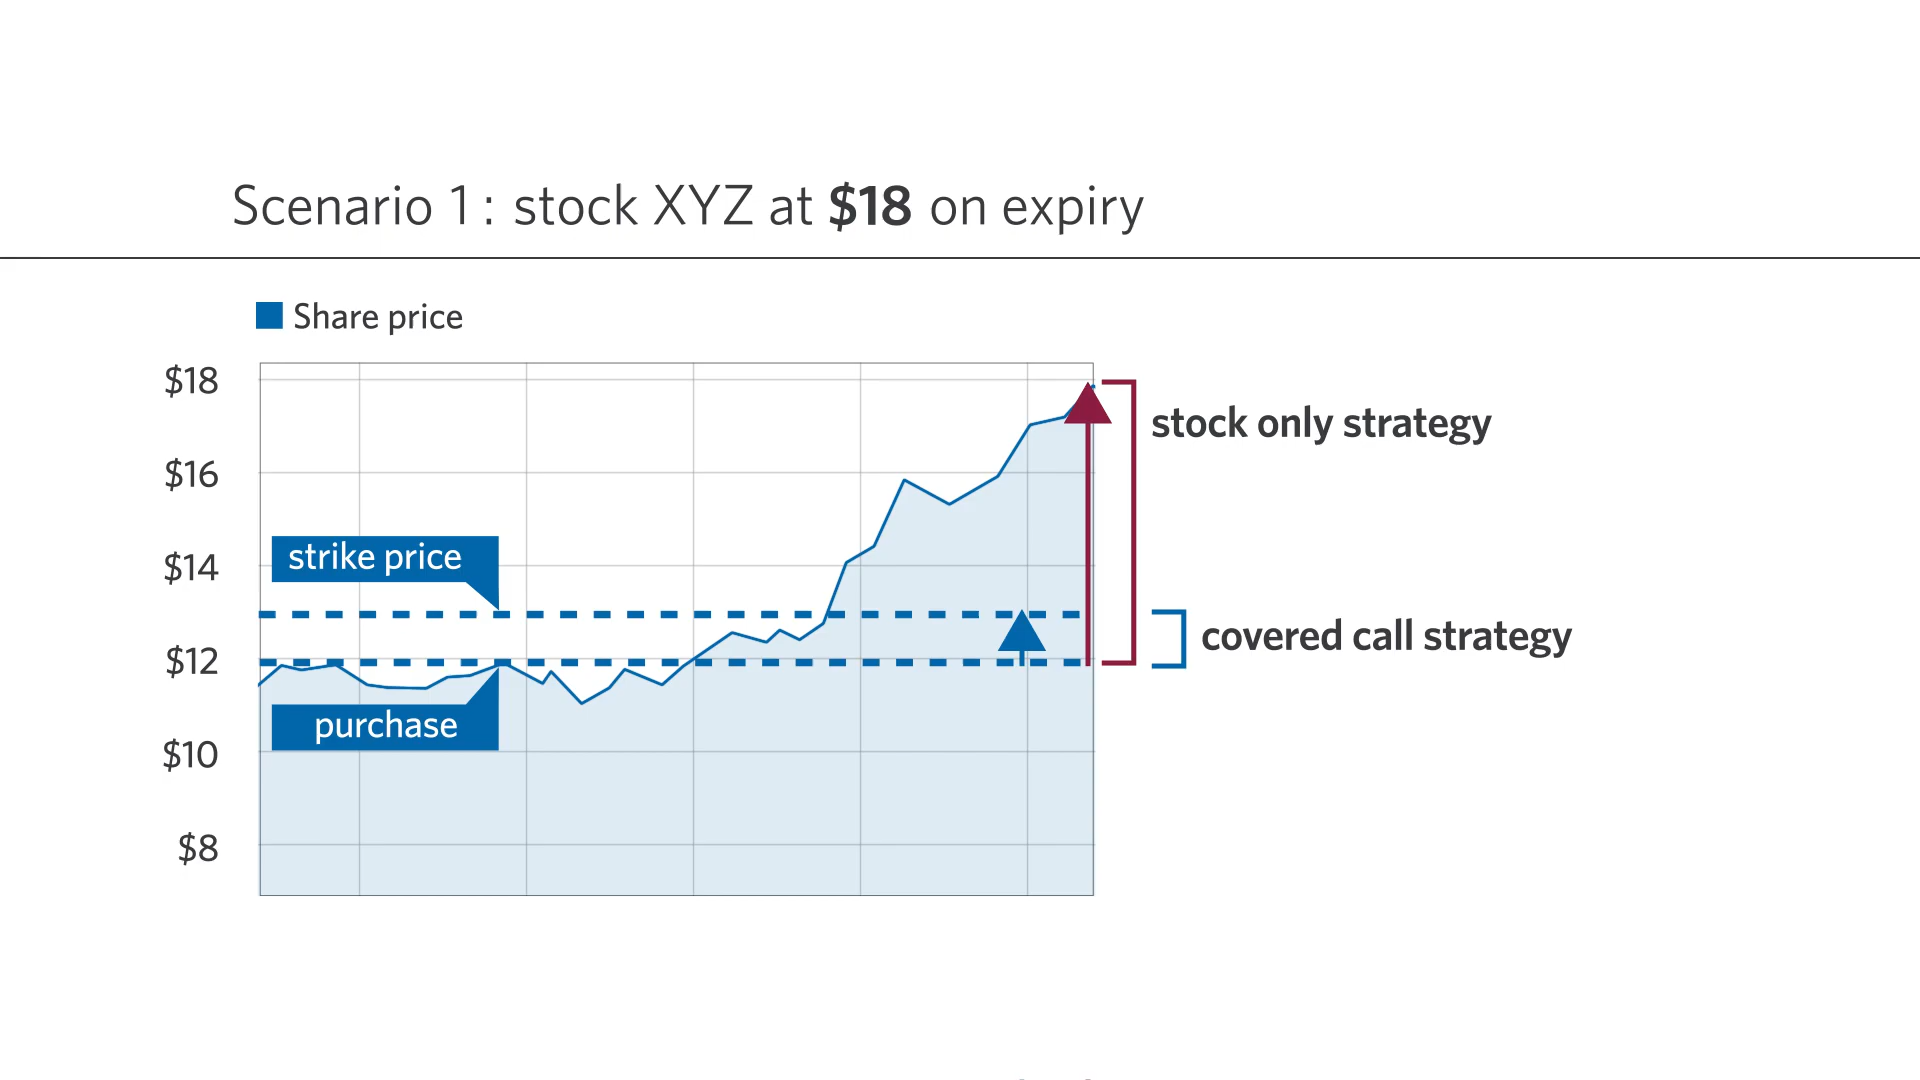 Scenario 1: stock XYZ at $18 on expiry
Share price
$18
stock only strategy
$16
strike price
$14
covered call strategy
$12
purchase
$10
$8